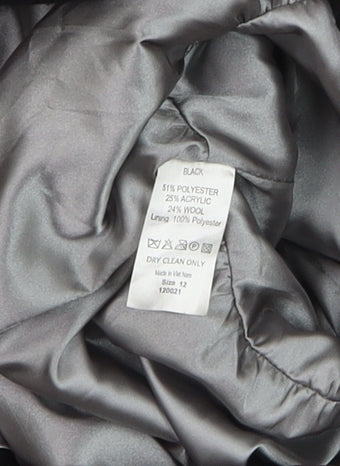 BLACK
51% POLYESTER
25% ACRYLIC
24% WOOL
Lining 100% POLYESTER
DRY CLEAN ONLY
Made In Viet Nam
Size 12
120021